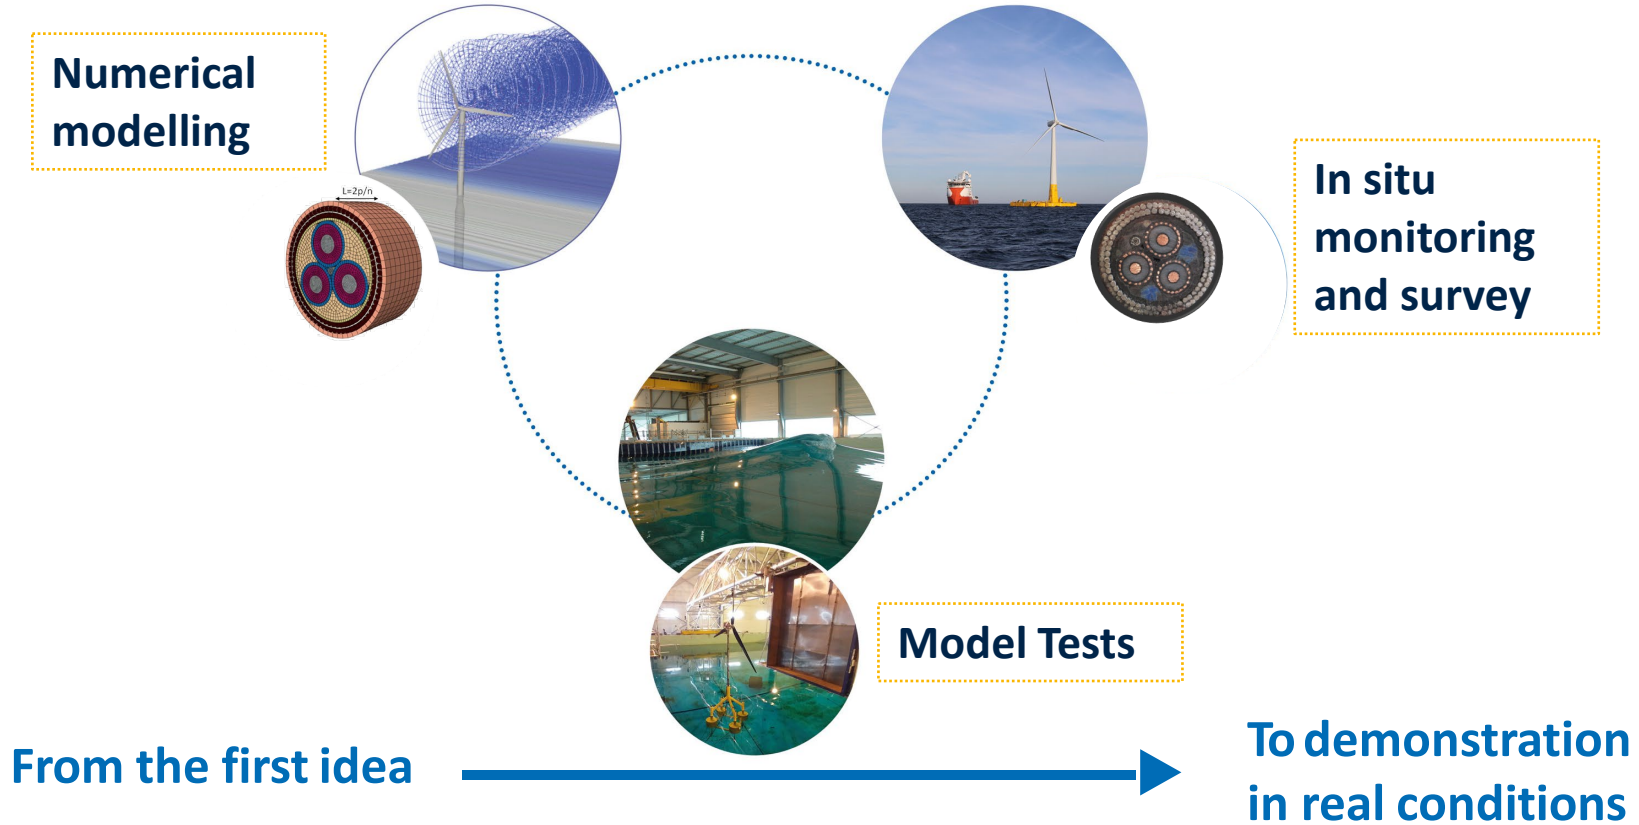 Numerical
modelling
L=2p/n
In situ
monitoring
and survey
Model Tests
From the first idea
To demonstration
in real conditions